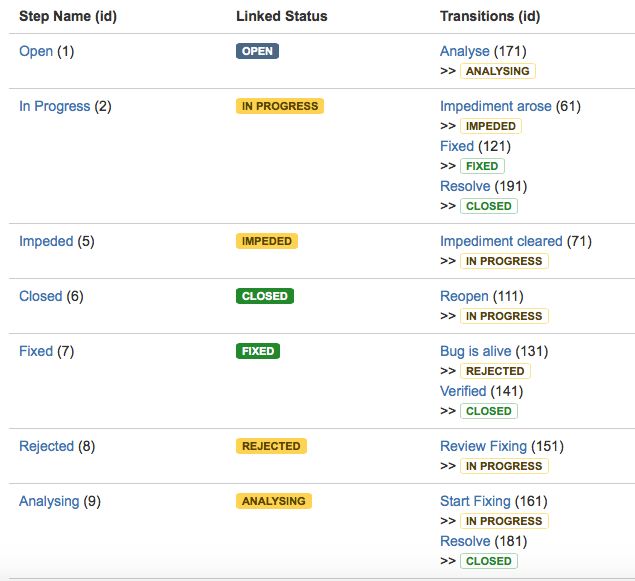 Step Name (id) Linked Status Transitions (id)
Open (1) OPEN Analyse (171)
>> ANALYSING
In Progress (2) IN PROGRESS Impediment arose (61)
>> IMPEDED
Fixed (121)
>> FIXED
Resolve (191)
>> CLOSED
Impeded (5) IMPEDED Impediment cleared (71)
>> IN PROGRESS
Closed (6) CLOSED Reopen (111)
>> IN PROGRESS
Fixed (7) FIXED Bug is alive (131)
>> REJECTED
Verified (141)
>> CLOSED
Rejected (8) REJECTED Review Fixing (151)
>> IN PROGRESS
Analysing (9) ANALYSING Start Fixing (161)
>> IN PROGRESS
Resolve (181)
>> CLOSED